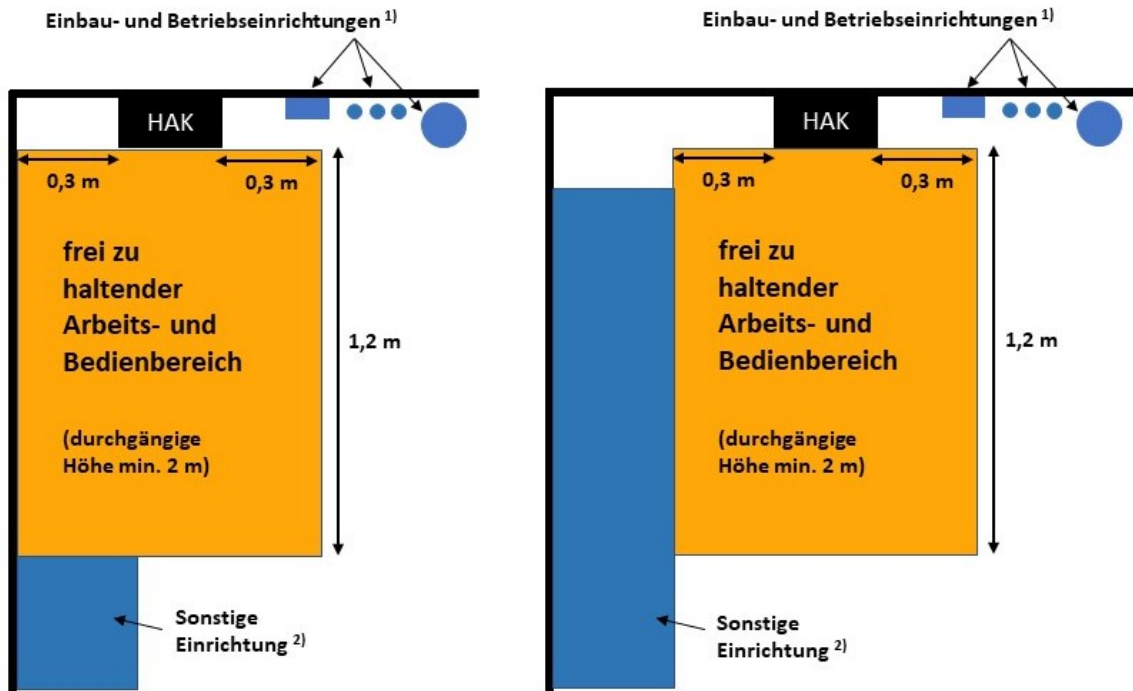 Einbau- und Betriebseinrichtungen 1)
HAK
0,3 m
0,3 m
frei zu
haltender
Arbeits- und
Bedienbereich
1,2 m
(durchgängige
Höhe min. 2 m)
Sonstige
Einrichtung 2)
Einbau- und Betriebseinrichtungen 1)
HAK
0,3 m
0,3 m
frei zu
haltender
Arbeits- und
Bedienbereich
1,2 m
(durchgängige
Höhe min. 2 m)
Sonstige
Einrichtung 2)